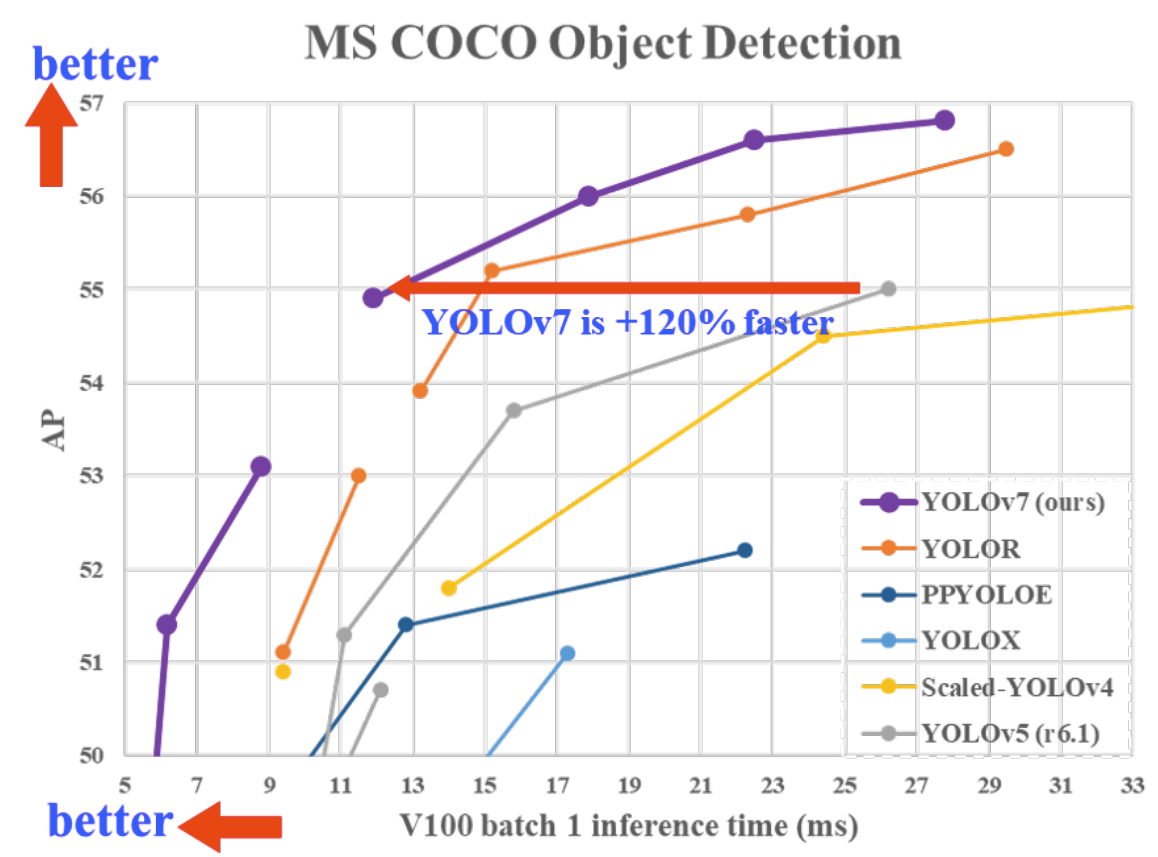 MS COCO Object Detection
better
57
56
55
54
53
52
51
50
AP
YOLOv7 is +120% faster
YOLOv7 (ours)
YOLOR
PPYOLOE
YOLOX
Scaled-YOLOv4
YOLOv5 (r6.1)
5 7 9 11 13 15 17 19 21 23 25 27 29 31 33
better
V100 batch 1 inference time (ms)